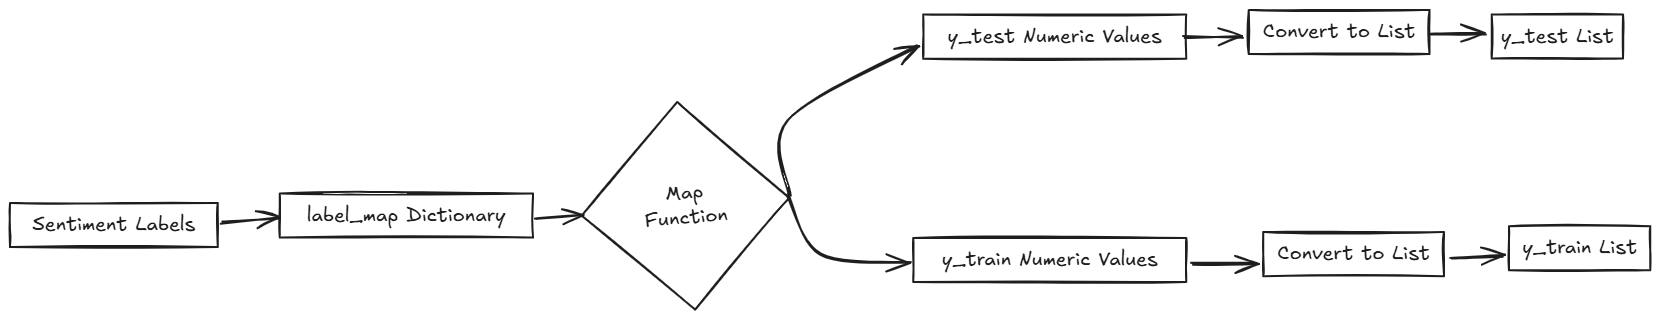 Sentiment Labels
label_map Dictionary
Map
Function
y_test Numeric Values
Convert to List
y_test List
y_train Numeric Values
Convert to List
y_train List